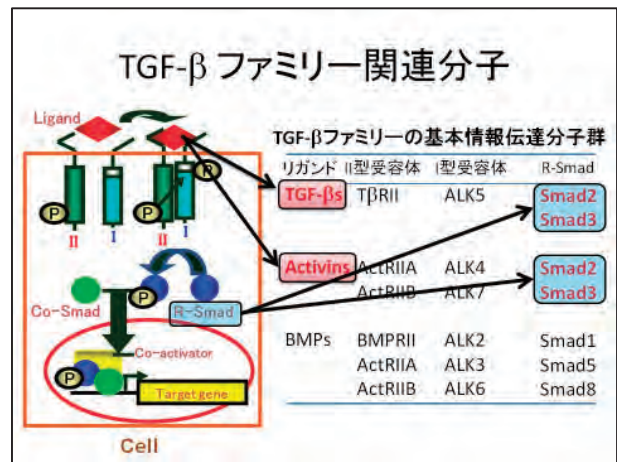 TGF-β ファミリー関連分子
Ligand
P
P
II
I
II
I
P
Co-Smad
R-Smad
Co-activator
P
Target gene
Cell
TGF-βファミリーの基本情報伝達分子群
リガンド II型受容体 I型受容体 R-Smad
TGF-βs TβRII ALK5 Smad2
Smad3
Activins ActRIIA ALK4 Smad2
ActRIIB ALK7 Smad3
BMPs BMPRII ALK2 Smad1
ActRIIA ALK3 Smad5
ActRIIB ALK6 Smad8